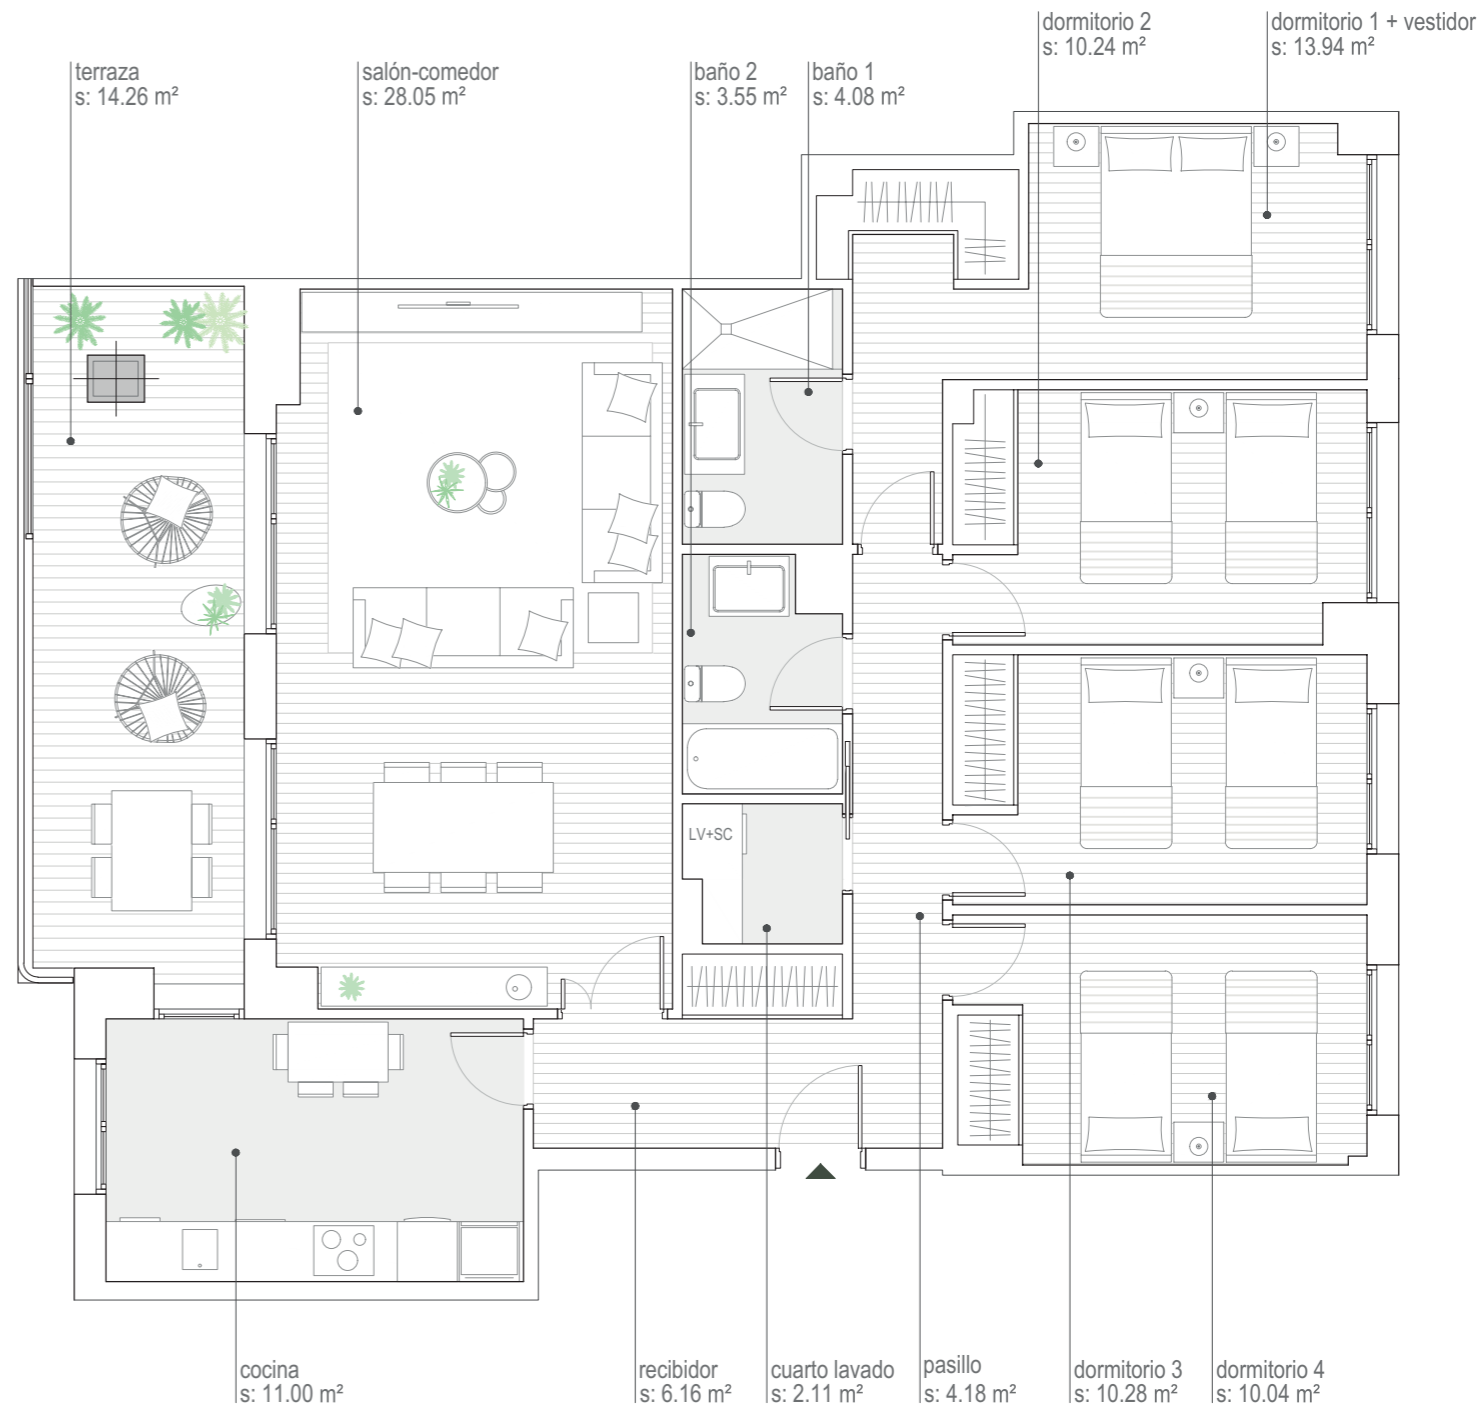 dormitorio 2
s: 10.24 m²
dormitorio 1 + vestidor
s: 13.94 m²
terraza
s: 14.26 m²
salón-comedor
s: 28.05 m²
baño 2
s: 3.55 m²
baño 1
s: 4.08 m²
LV+SC
cocina
s: 11.00 m²
recibidor
s: 6.16 m²
cuarto lavado
s: 2.11 m²
pasillo
s: 4.18 m²
dormitorio 3
s: 10.28 m²
dormitorio 4
s: 10.04 m²